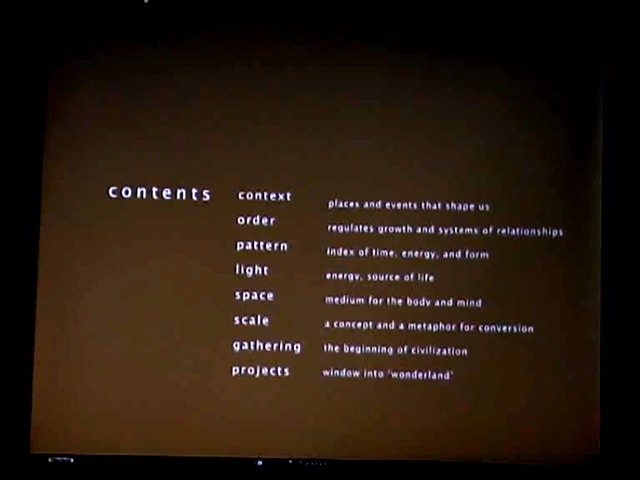 contents
context places and events that shape us
order regulates growth and systems of relationships
pattern index of time, energy, and form
light energy, source of life
space medium for the body and mind
scale a concept and a metaphor for conversion
gathering the beginning of civilization
projects window into 'wonderland'